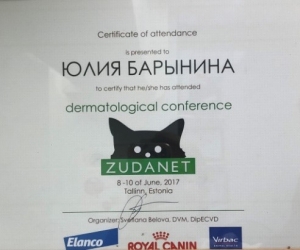 Certificate of attendance
is presented to
ЮЛИЯ БАРЫНИНА
to certify that he/she has attended
dermatological conference
ZUDANET
8-10 of June, 2017
Tallinn, Estonia
Organizer: Svetlana Belova, DVM, DipECVD
Elanco
ROYAL CANIN
Virbac